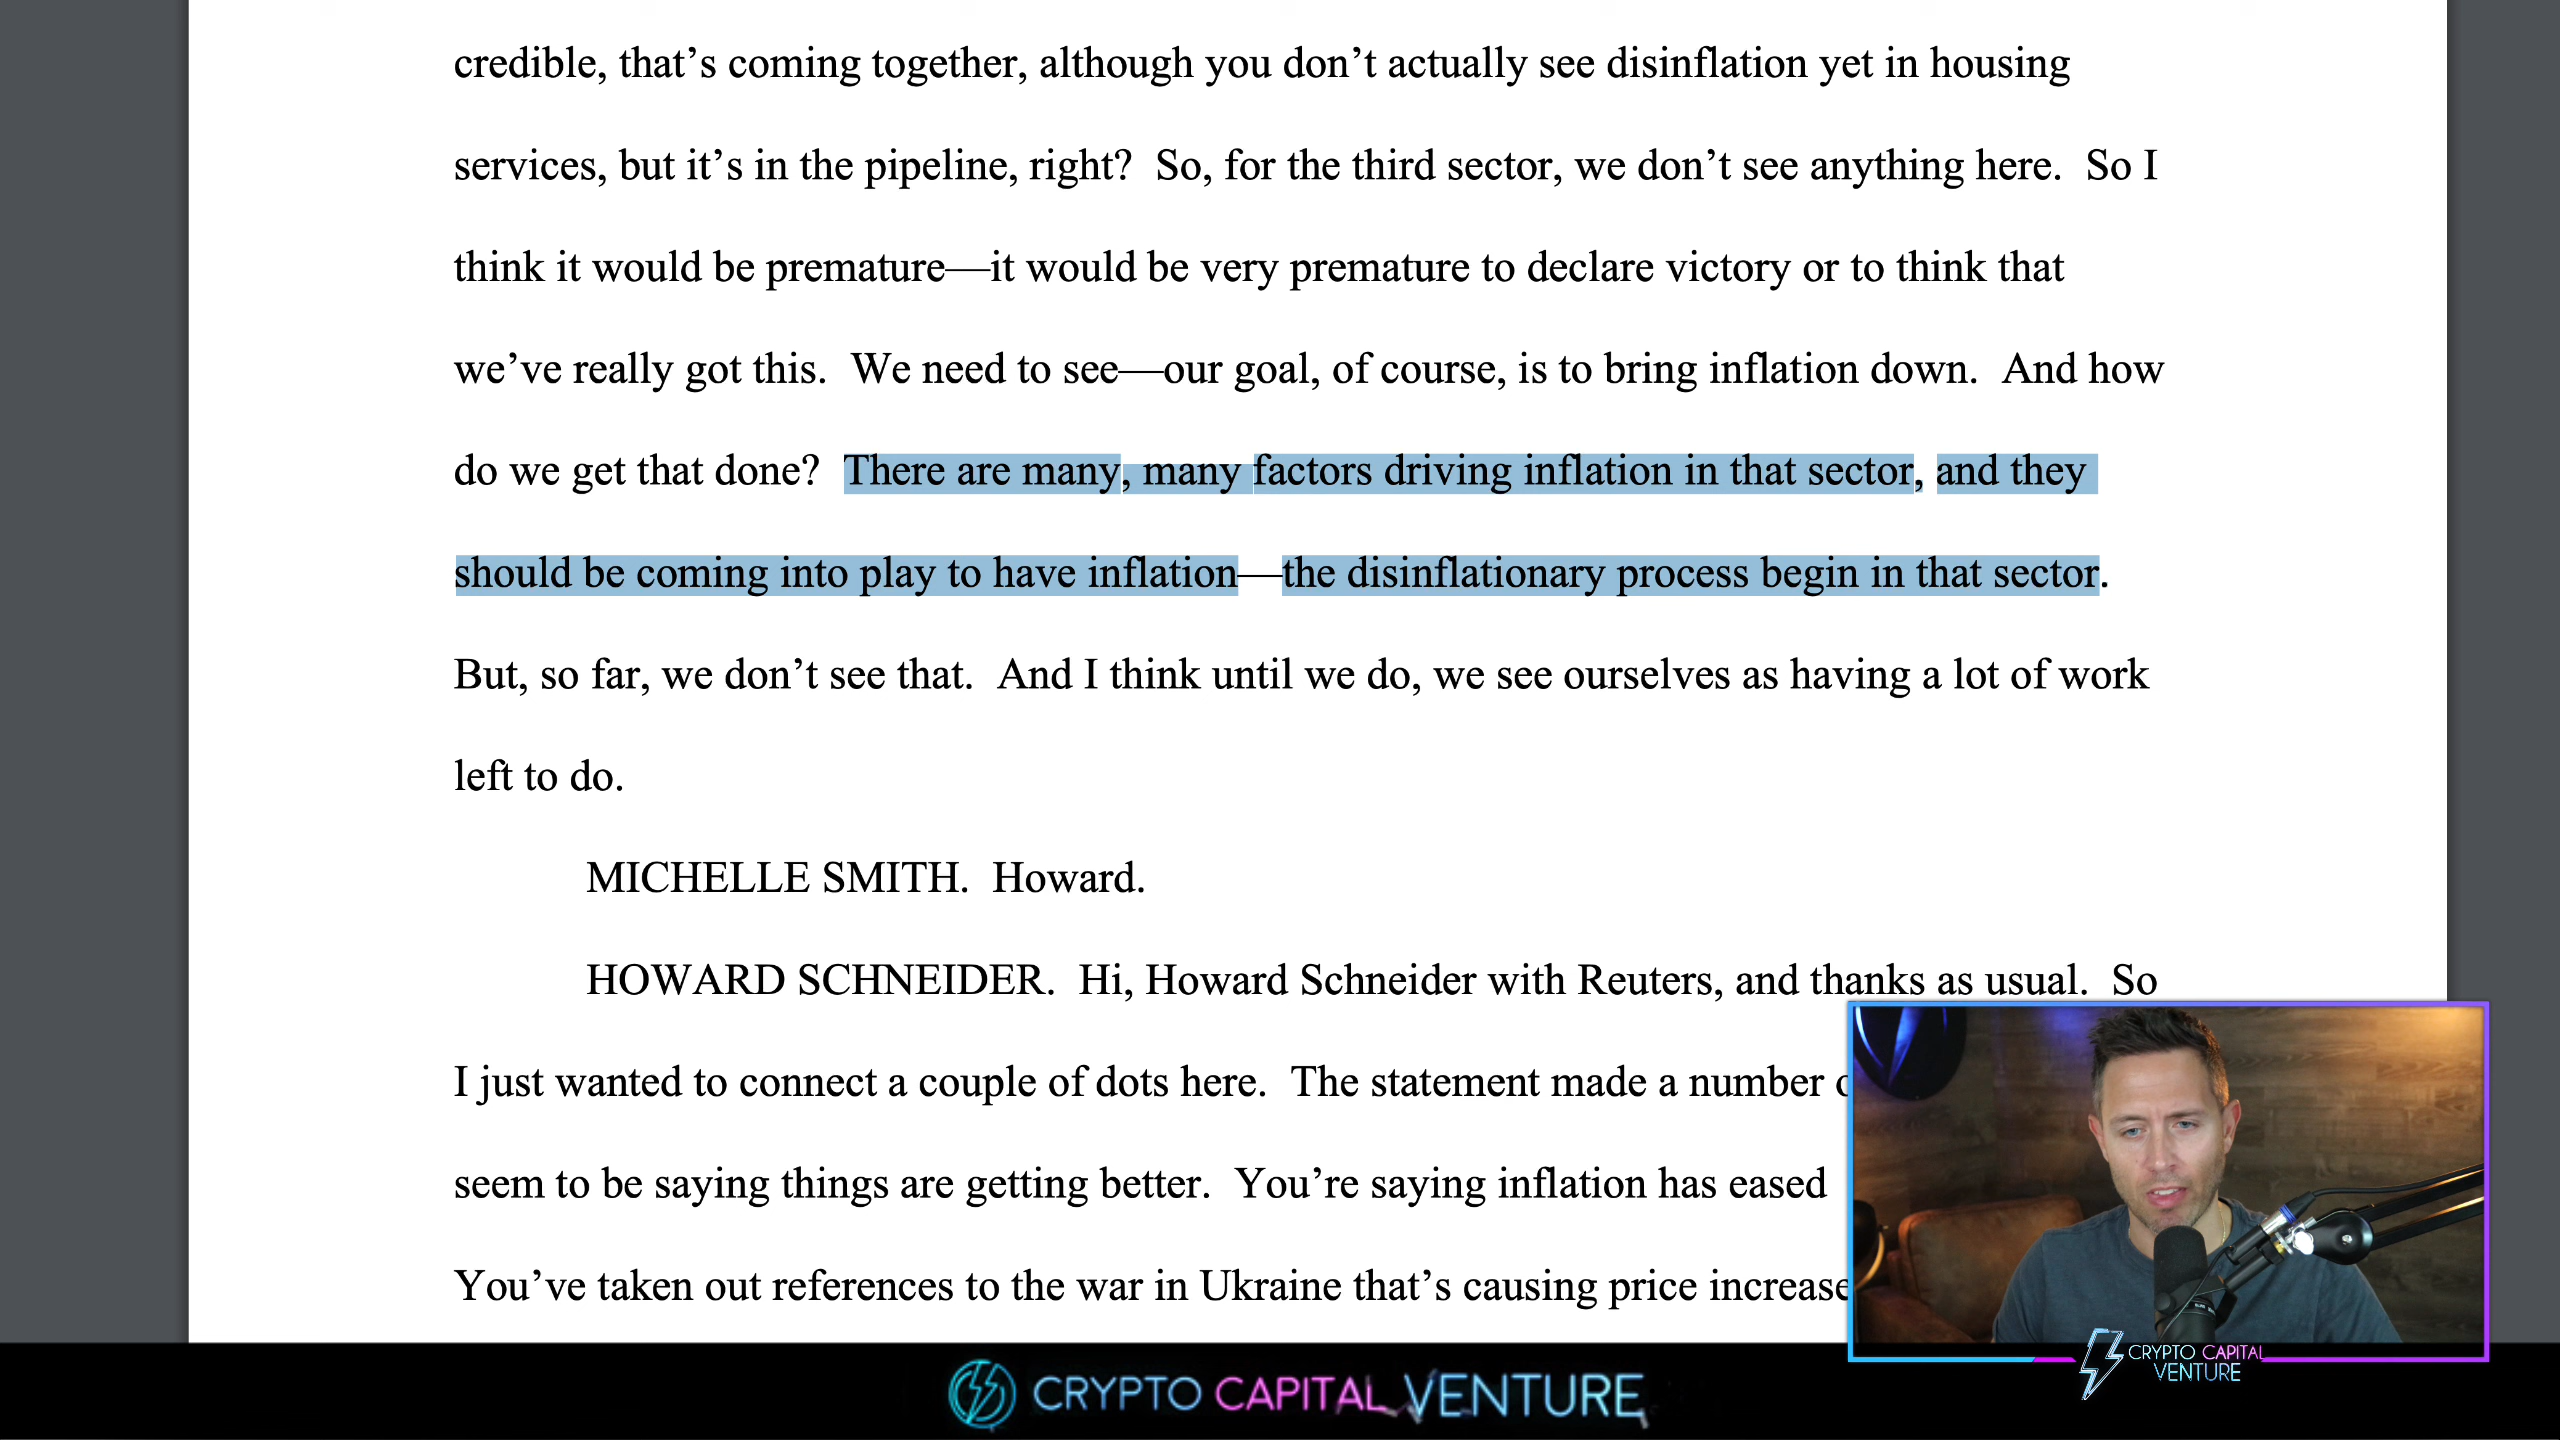 credible, that’s coming together, although you don’t actually see disinflation yet in housing
services, but it’s in the pipeline, right?  So, for the third sector, we don’t see anything here.  So I
think it would be premature—it would be very premature to declare victory or to think that
we’ve really got this.  We need to see—our goal, of course, is to bring inflation down.  And how
do we get that done?  There are many, many factors driving inflation in that sector, and they
should be coming into play to have inflation—the disinflationary process begin in that sector.
But, so far, we don’t see that.  And I think until we do, we see ourselves as having a lot of work
left to do.
MICHELLE SMITH.  Howard.
HOWARD SCHNEIDER.  Hi, Howard Schneider with Reuters, and thanks as usual.  So
I just wanted to connect a couple of dots here.  The statement made a number
seem to be saying things are getting better.  You’re saying inflation has eased
You’ve taken out references to the war in Ukraine that’s causing price increase
CRYPTO CAPITAL
VENTURE
CRYPTO CAPITAL VENTURE